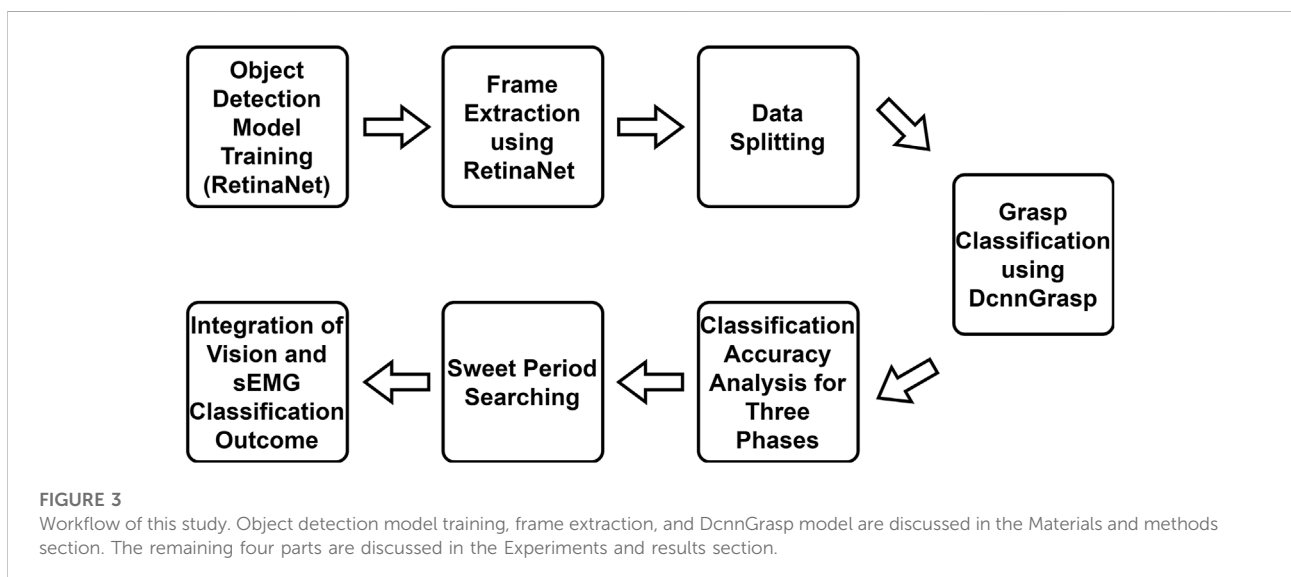 Object
Detection
Model
Training
(RetinaNet)
Frame
Extraction
using
RetinaNet
Data
Splitting
Grasp
Classification
using
DcnnGrasp
Classification
Accuracy
Analysis for
Three
Phases
Sweet Period
Searching
Integration of
Vision and
sEMG
Classification
Outcome
FIGURE 3
Workflow of this study. Object detection model training, frame extraction, and DcnnGrasp model are discussed in the Materials and methods
section. The remaining four parts are discussed in the Experiments and results section.